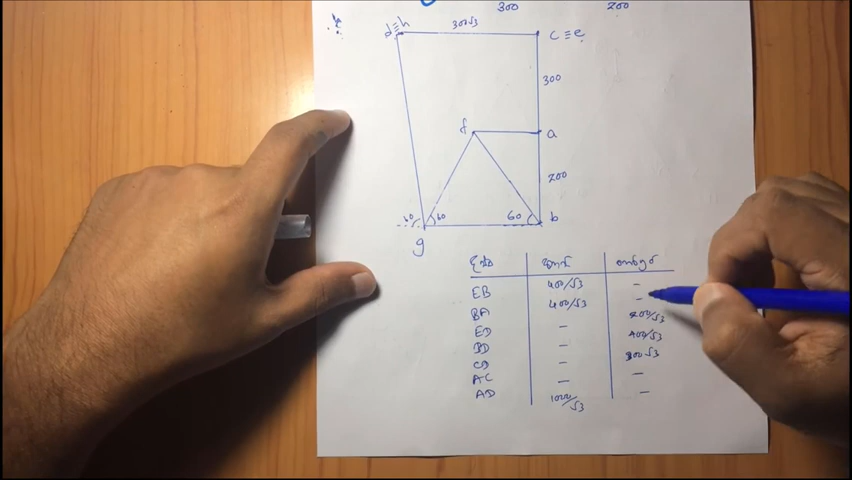 300 200
d≡h 300√3 c≡e
300
f a
200
60 60 60 b
g
දණ්ඩ
EB 400/√3 -
BA 400/√3 -
ED - 200/√3
BD - 400/√3
CD - 300√3
AC - -
AD 1000/√3 -